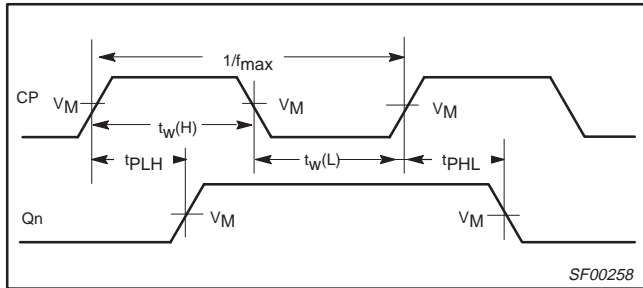 1/fmax
CP
VM
VM
VM
tw(H)
tPLH
tw(L)
tPHL
Qn
VM
VM
SF00258